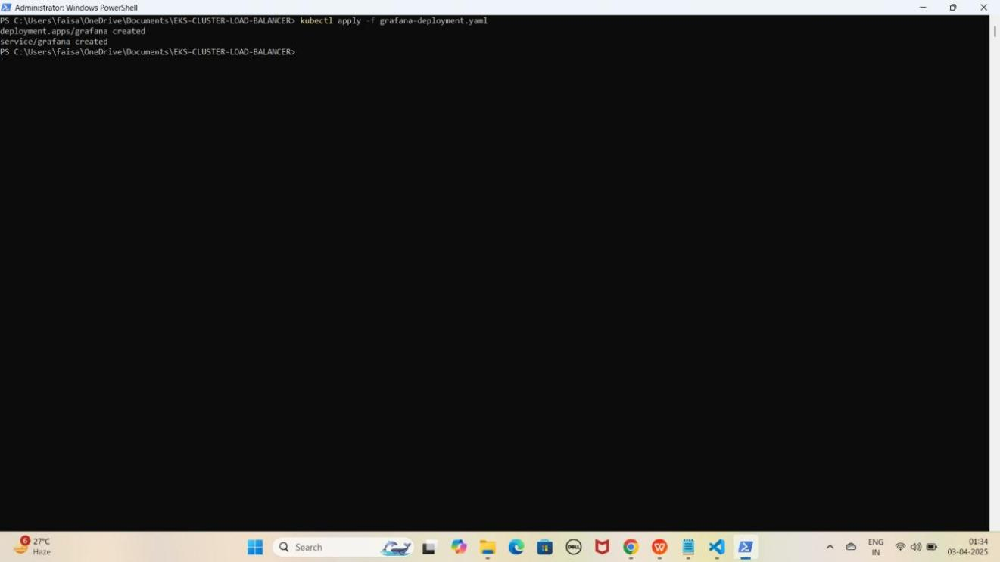 Administrator: Windows PowerShell
PS C:\Users\faisa\OneDrive\Documents\EKS-CLUSTER-LOAD-BALANCER> kubectl apply -f grafana-deployment.yaml
deployment.apps/grafana created
service/grafana created
PS C:\Users\faisa\OneDrive\Documents\EKS-CLUSTER-LOAD-BALANCER>
6
27°C
Haze
Search
DELL
W
ENG
IN
01:34
03-04-2025